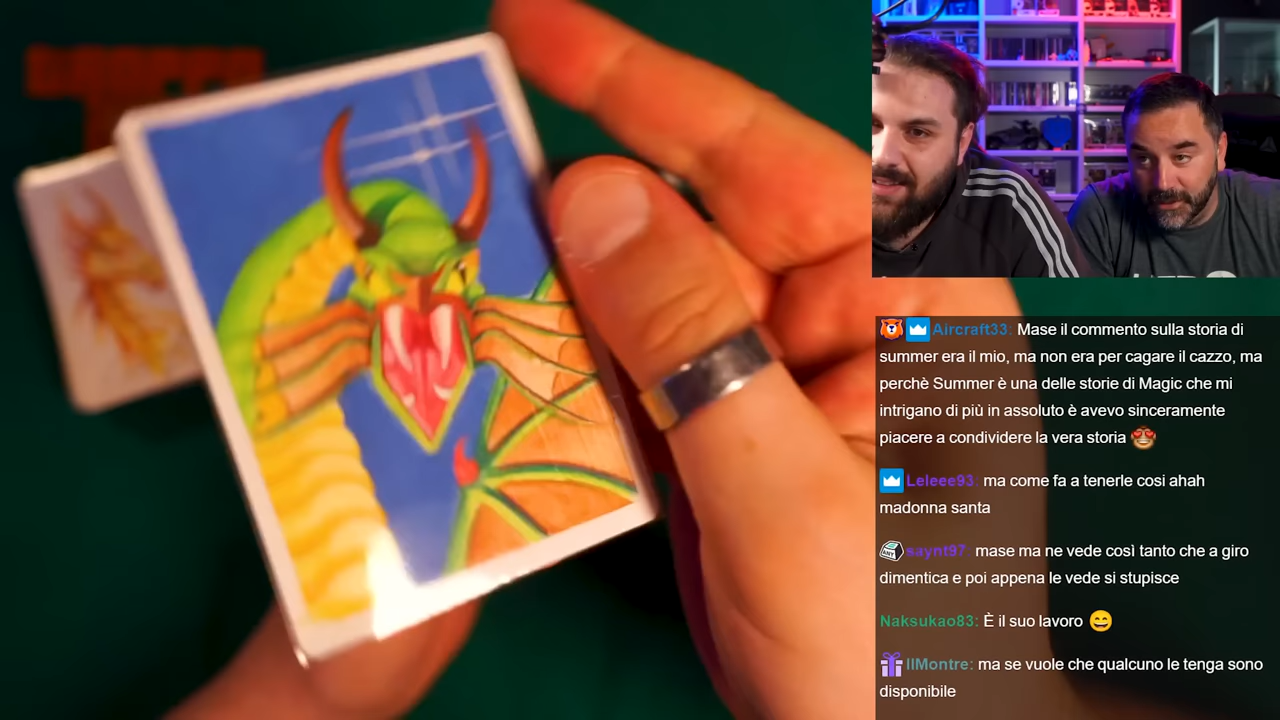 Aircraft33: Mase il commento sulla storia di
summer era il mio, ma non era per cagare il cazzo, ma
perchè Summer è una delle storie di Magic che mi
intrigano di più in assoluto è avevo sinceramente
piacere a condividere la vera storia
Leleee93: ma come fa a tenerle cosi ahah
madonna santa
saynt97: mase ma ne vede così tanto che a giro
dimentica e poi appena le vede si stupisce
Naksukao83: È il suo lavoro
IlMontre: ma se vuole che qualcuno le tenga sono
disponibile